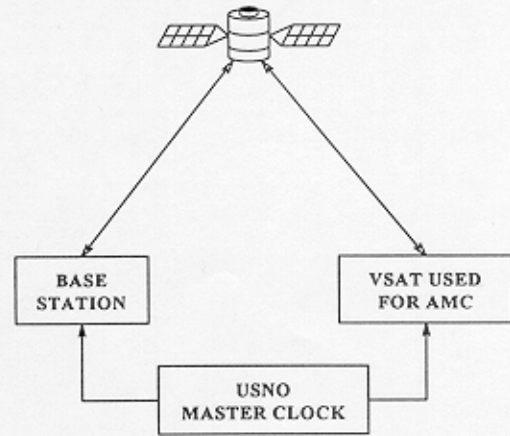 BASE
STATION
VSAT USED
FOR AMC
USNO
MASTER CLOCK